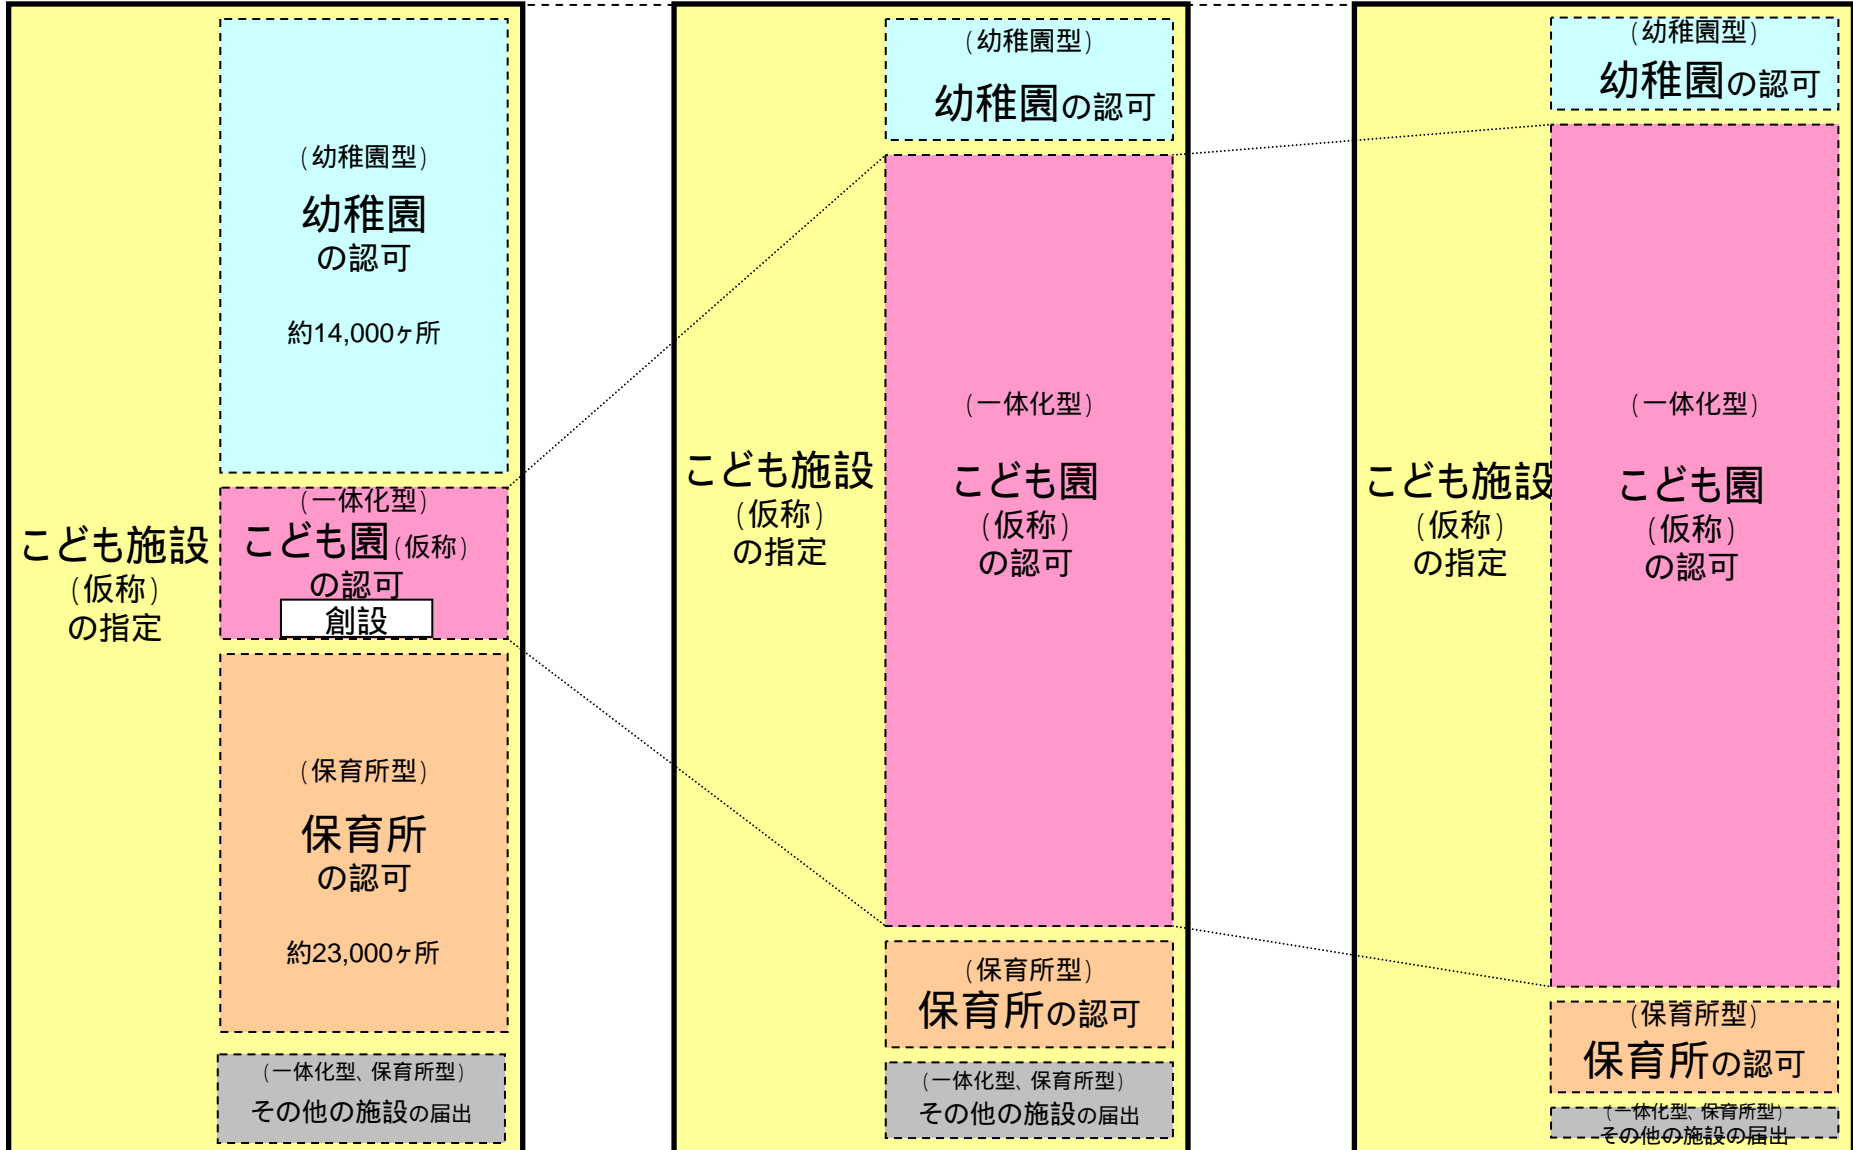 (幼稚園型)
幼稚園
の認可
約14,000ヶ所
こども施設
(仮称)
の指定
(一体化型)
こども園(仮称)
の認可
創設
(保育所型)
保育所
の認可
約23,000ヶ所
(一体化型、保育所型)
その他の施設の届出
(幼稚園型)
幼稚園の認可
こども施設
(仮称)
の指定
(一体化型)
こども園
(仮称)
の認可
(保育所型)
保育所の認可
(一体化型、保育所型)
その他の施設の届出
(幼稚園型)
幼稚園の認可
こども施設
(仮称)
の指定
(一体化型)
こども園
(仮称)
の認可
(保育所型)
保育所の認可
(一体化型、保育所型)
その他の施設の届出